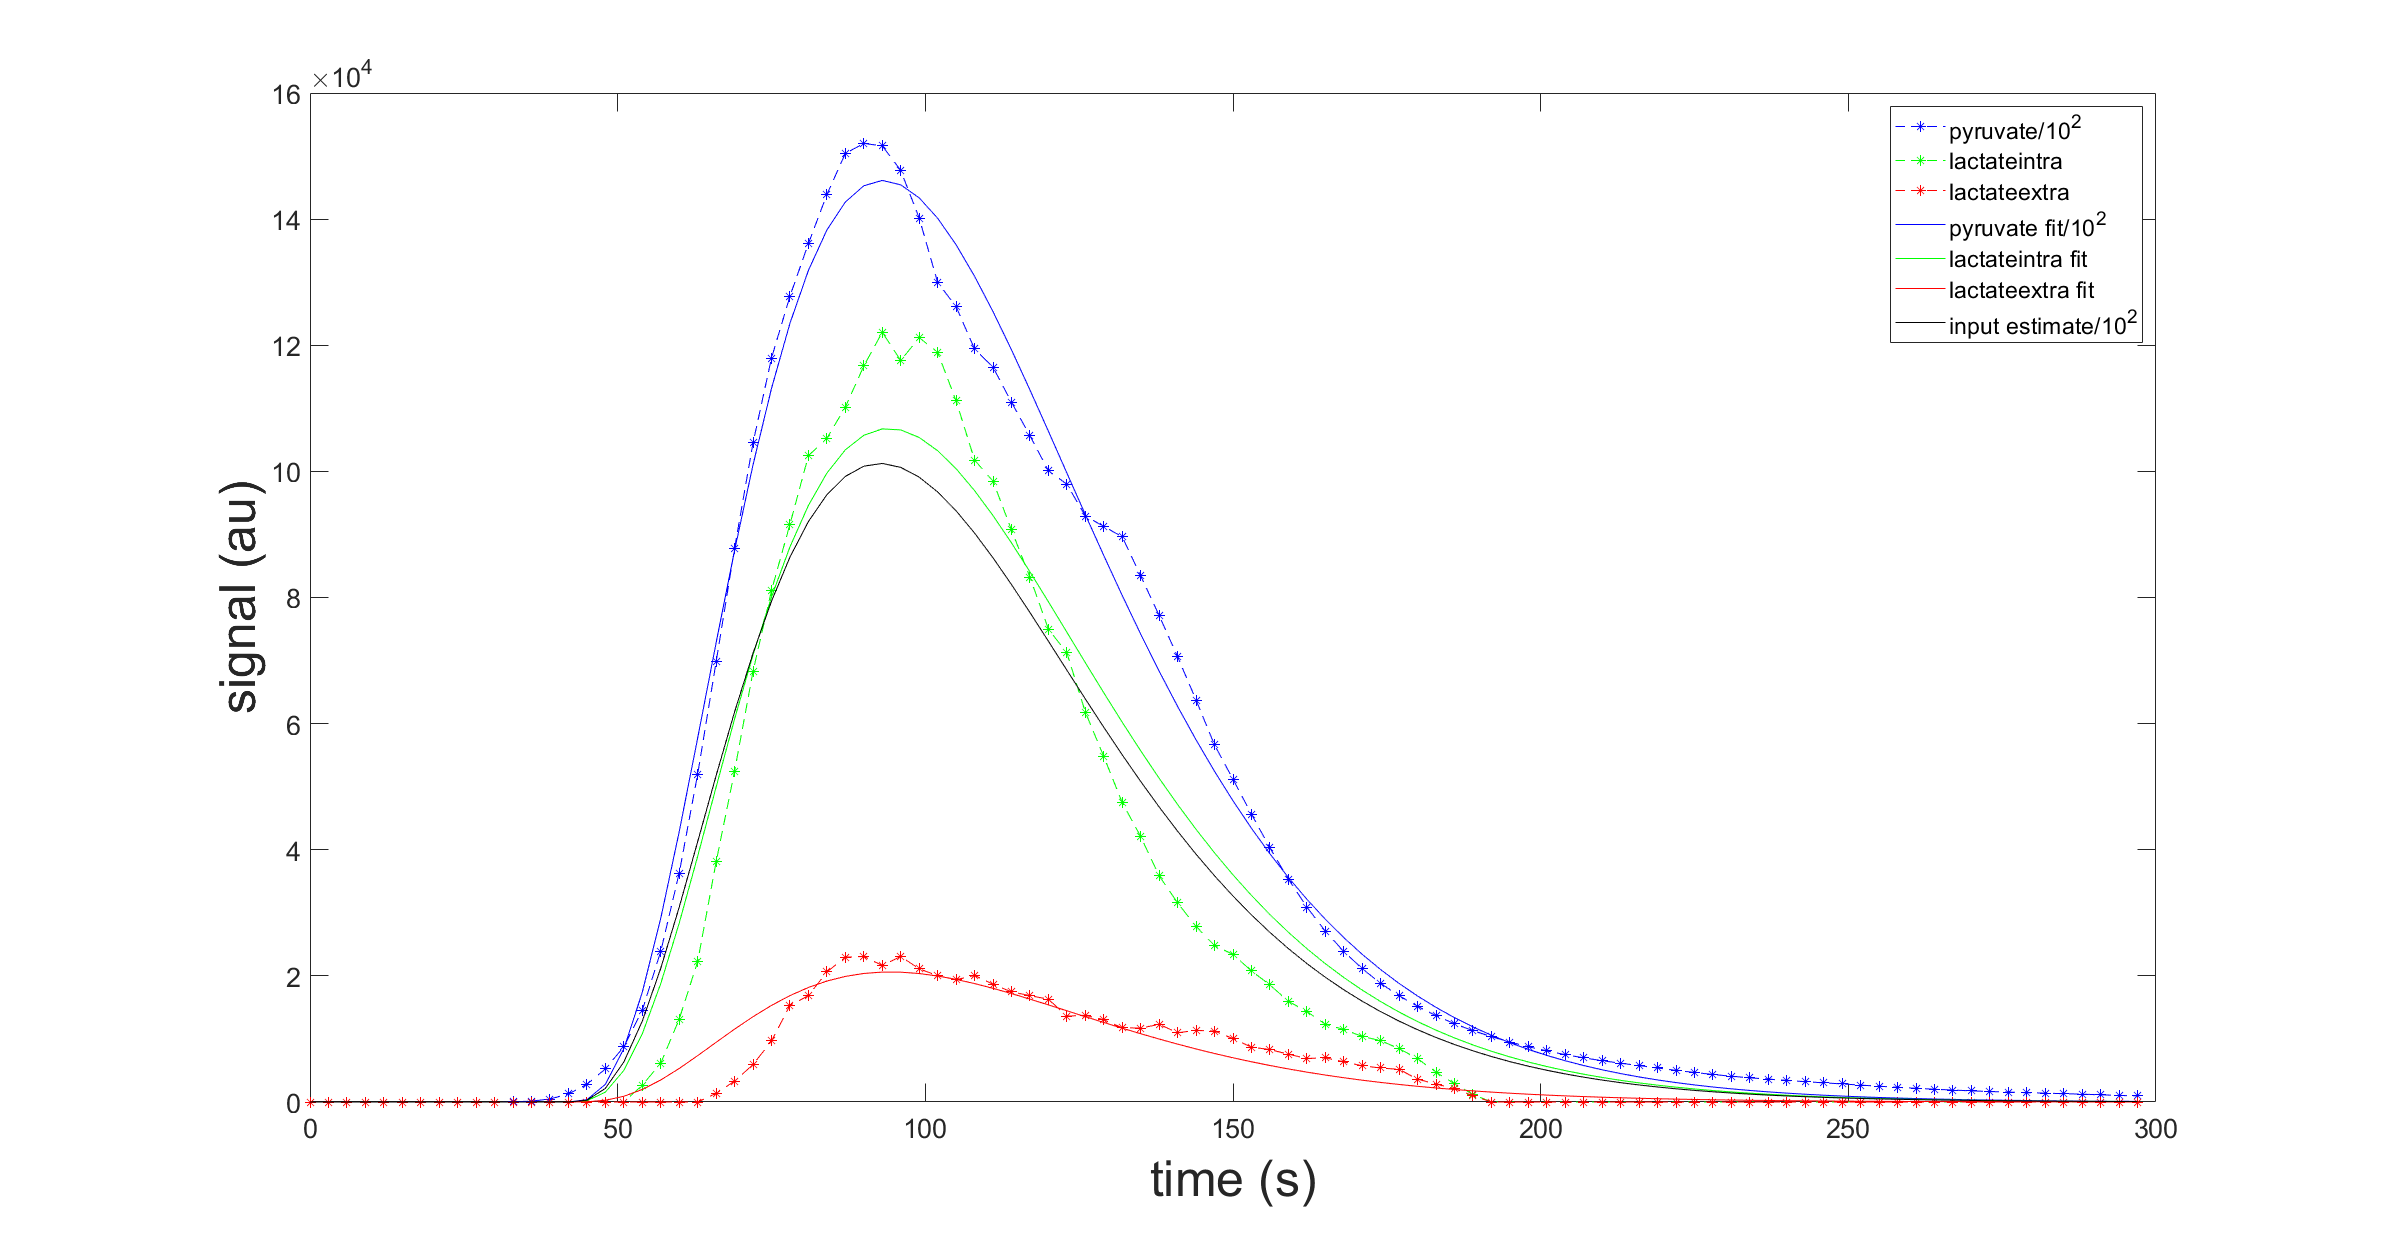 ×10^4
16
14
12
10
8
6
4
2
0
signal (au)
0 50 100 150 200 250 300
time (s)
pyruvate/10^2
lactateintra
lactateextra
pyruvate fit/10^2
lactateintra fit
lactateextra fit
input estimate/10^2